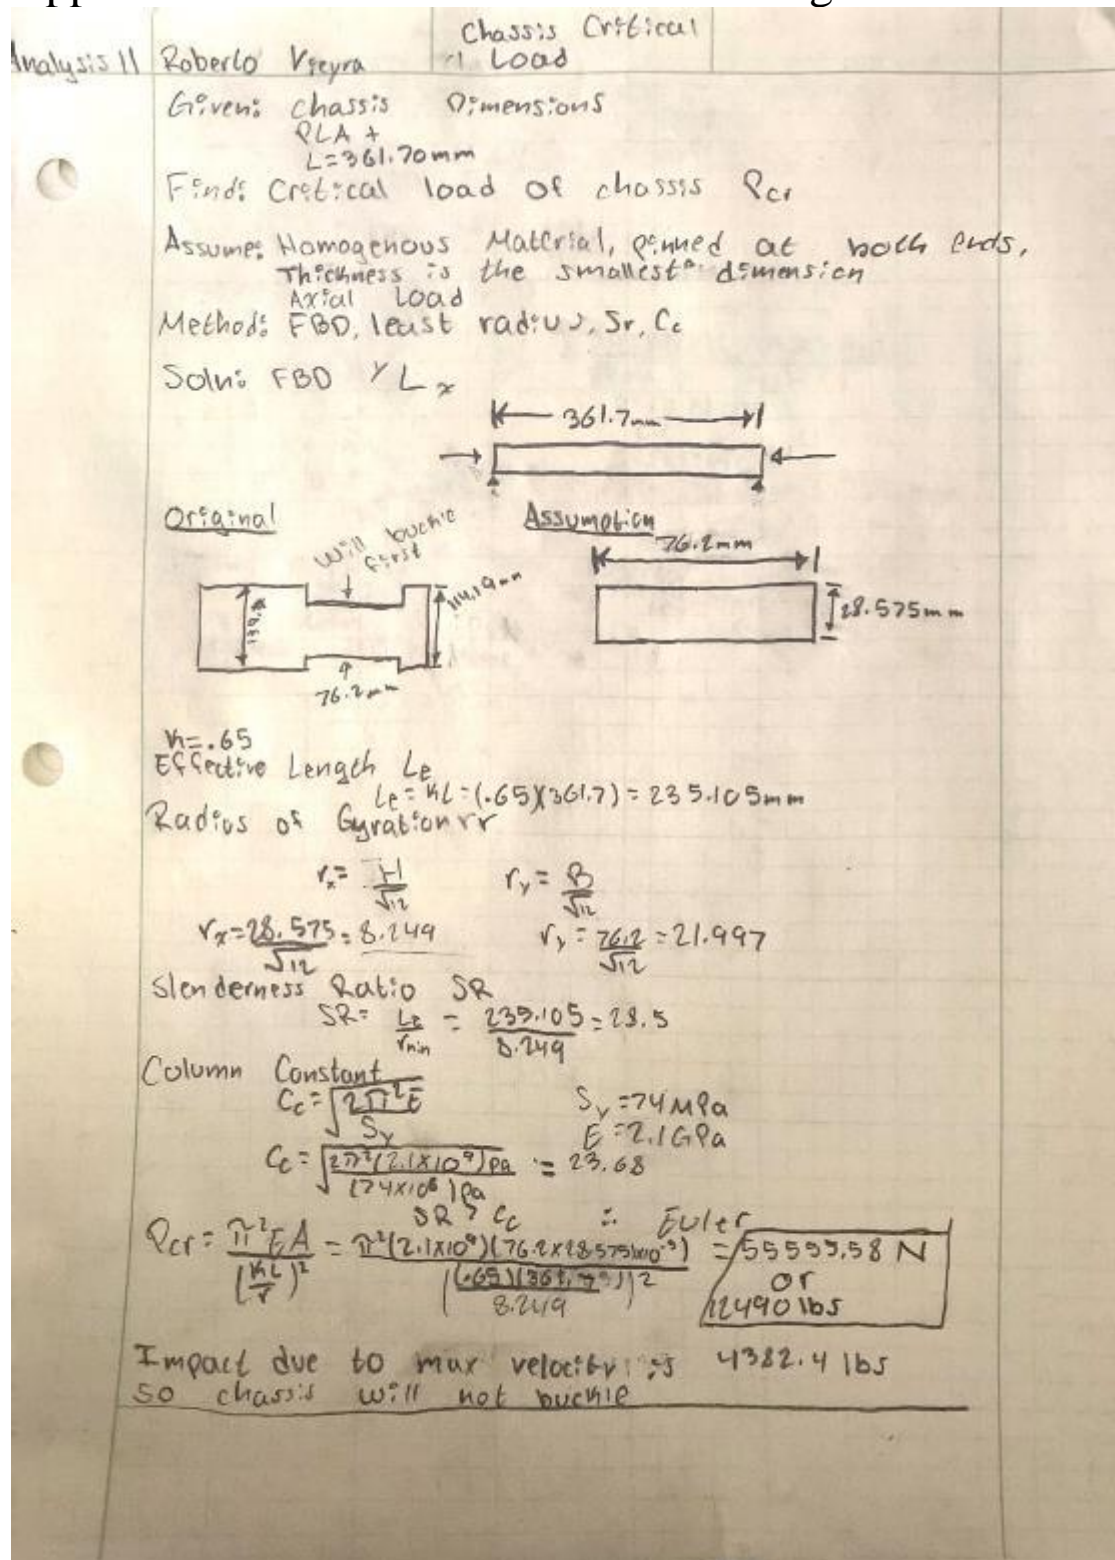 Analysis 11 Roberto Vieyra Chassis Critical Load
Given: Chassis Dimensions
PLA +
L=361.70mm
Find: Critical load of chassis Pcr
Assume: Homogenous Material, pinned at both ends,
Thickness is the smallest dimension
Axial Load
Method: FBD, least radius, Sr, Cc
Soln: FBD Y L x
361.7mm
Original
Assumption
will buckle
first
76.2mm
114.19mm
28.575mm
76.2mm
K=.65
Effective Length Le
Le = KL = (.65)(361.7) = 235.105mm
Radius of Gyration r
rx = H/√12 ry = B/√12
rx = 28.575/√12 = 8.249 ry = 76.2/√12 = 21.997
Slenderness Ratio SR
SR = Le/rmin = 235.105/8.249 = 28.5
Column Constant
Cc = √(2π²E/Sy) Sy = 74 MPa
E = 2.1GPa
Cc = √(2π²(2.1x10⁹)pa/(74x10⁶)pa) = 23.68
SR > Cc ∴ Euler
Pcr = π²EA/(KL/r)² = π²(2.1x10⁹)(76.2x28.575)x10⁻³)/((.65)(361.7)/8.249)² = 55555.58 N
or
12490 lbs
Impact due to max velocity is 4382.4 lbs
so chassis will not buckle